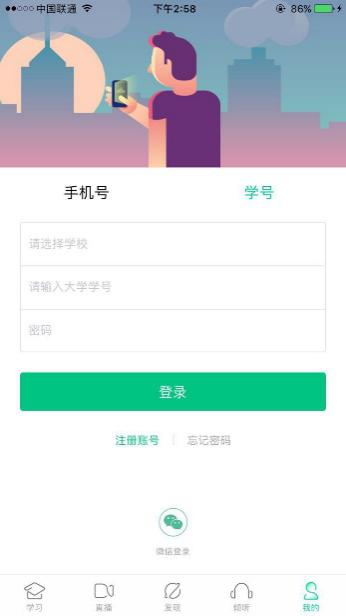 中国联通
下午2:58
86%
手机号
学号
请选择学校
请输入大学学号
密码
登录
注册账号
忘记密码
微信登录
学习
直播
发现
倾听
我的